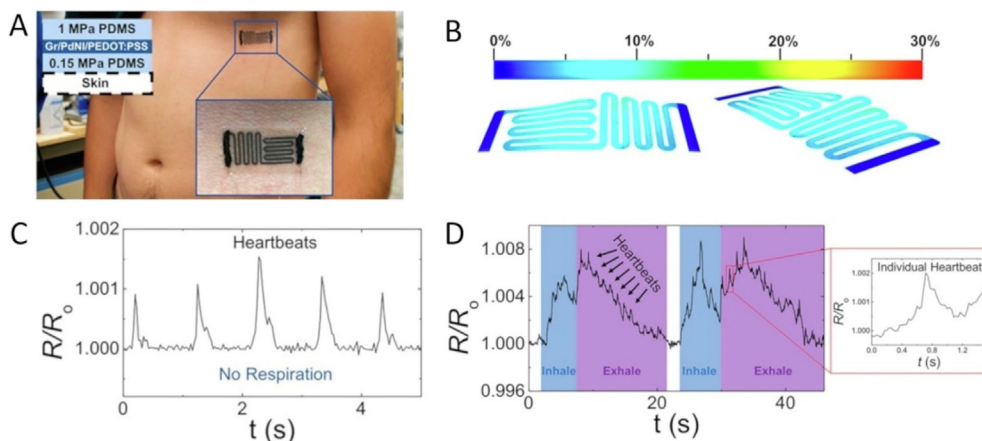 A
1 MPa PDMS
Gr/PdNI/PEDOT:PSS
0.15 MPa PDMS
Skin
B
0% 10% 20% 30%
C
1.002
1.001
1.000
R/Ro
Heartbeats
No Respiration
0 2 4
t (s)
D
1.008
1.004
1.000
0.996
R/Ro
Heartbeats
Inhale Exhale Inhale Exhale
0 20 40
t (s)
Individual Heartbeat
1.002
1.001
1.000
R/Ro
0.0 0.4 0.8 1.2
t (s)